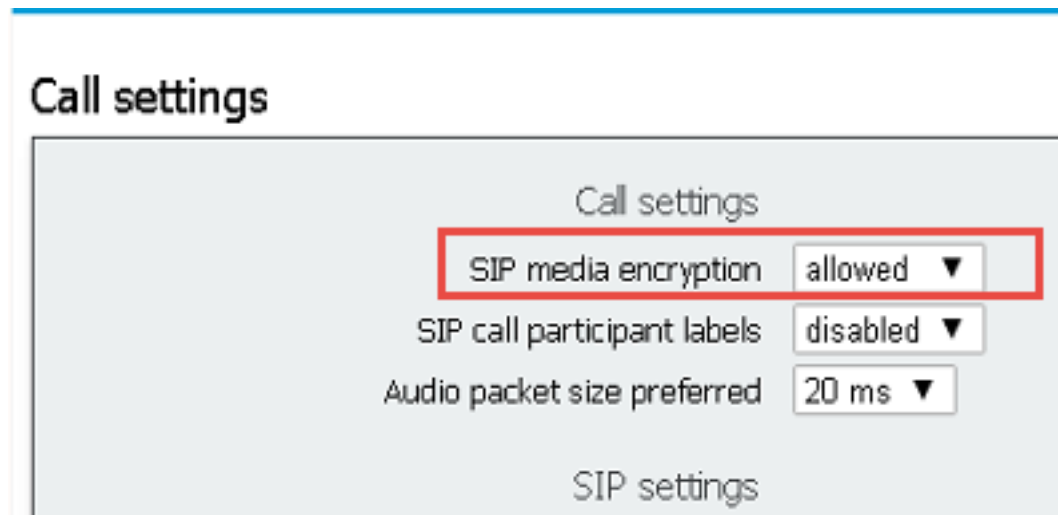 Call settings
Call settings
SIP media encryption allowed ▼
SIP call participant labels disabled ▼
Audio packet size preferred 20 ms ▼
SIP settings